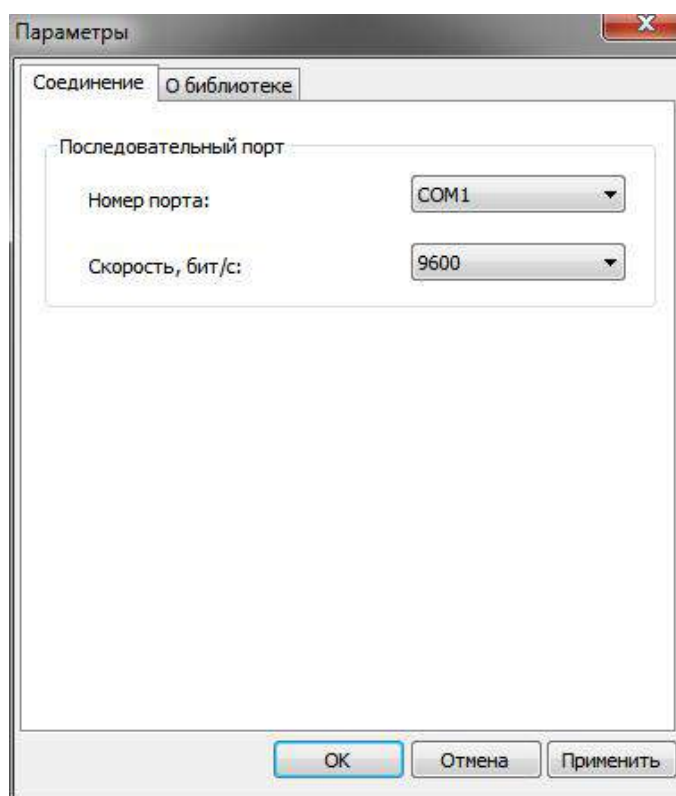 Параметры
x
Соединение О библиотеке
Последовательный порт
Номер порта: COM1
Скорость, бит/с: 9600
OK Отмена Применить